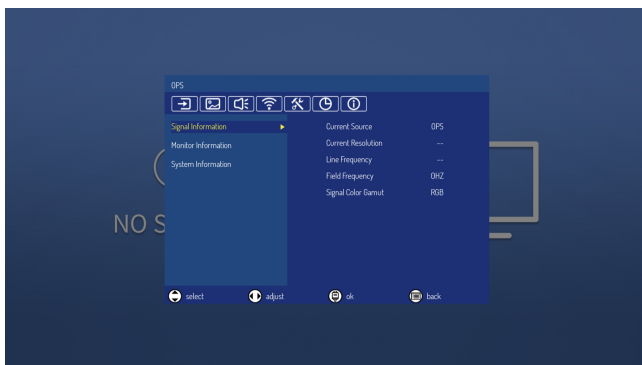 OPS
Signal Information
Monitor Information
System Information
Current Source OPS
Current Resolution --
Line Frequency --
Field Frequency 0HZ
Signal Color Gamut RGB
NO S
select adjust ok back